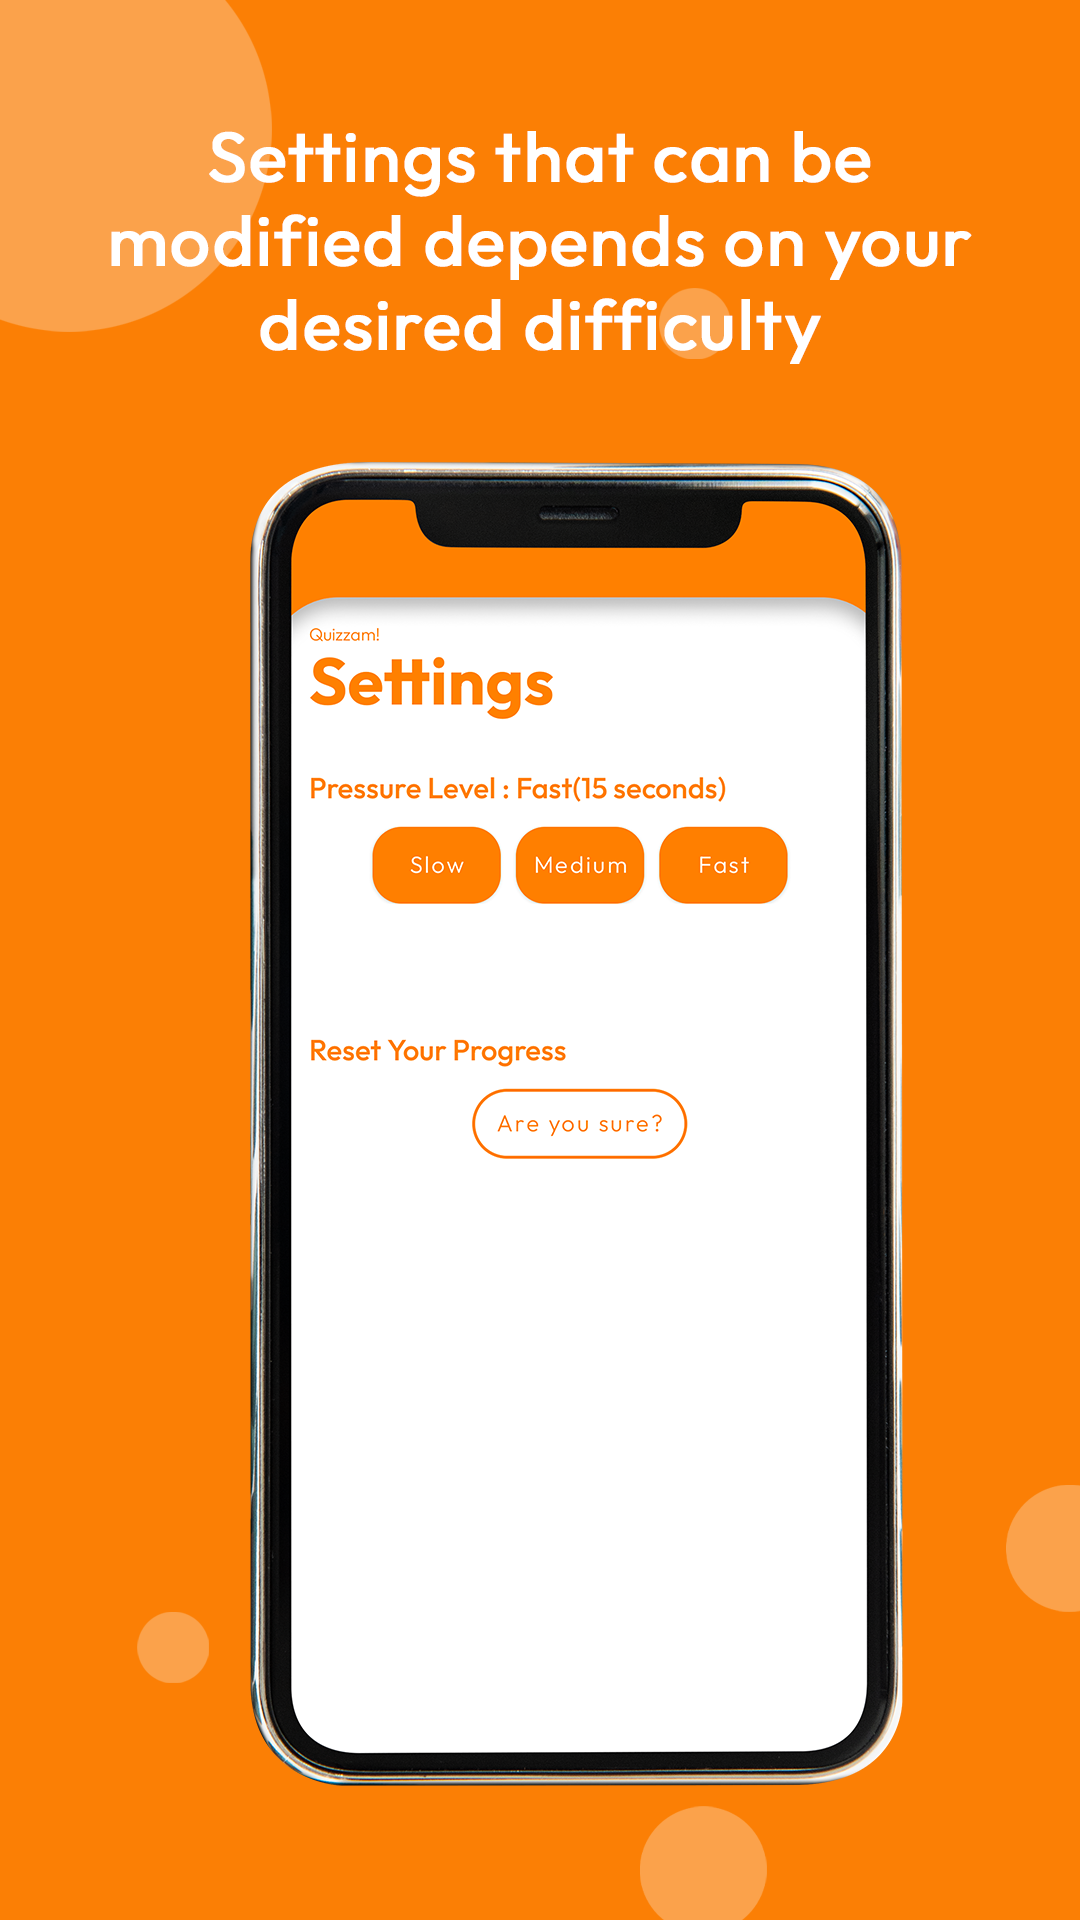 Settings that can be
modified depends on your
desired difficulty
Quizzam!
Settings
Pressure Level : Fast(15 seconds)
Slow Medium Fast
Reset Your Progress
Are you sure?